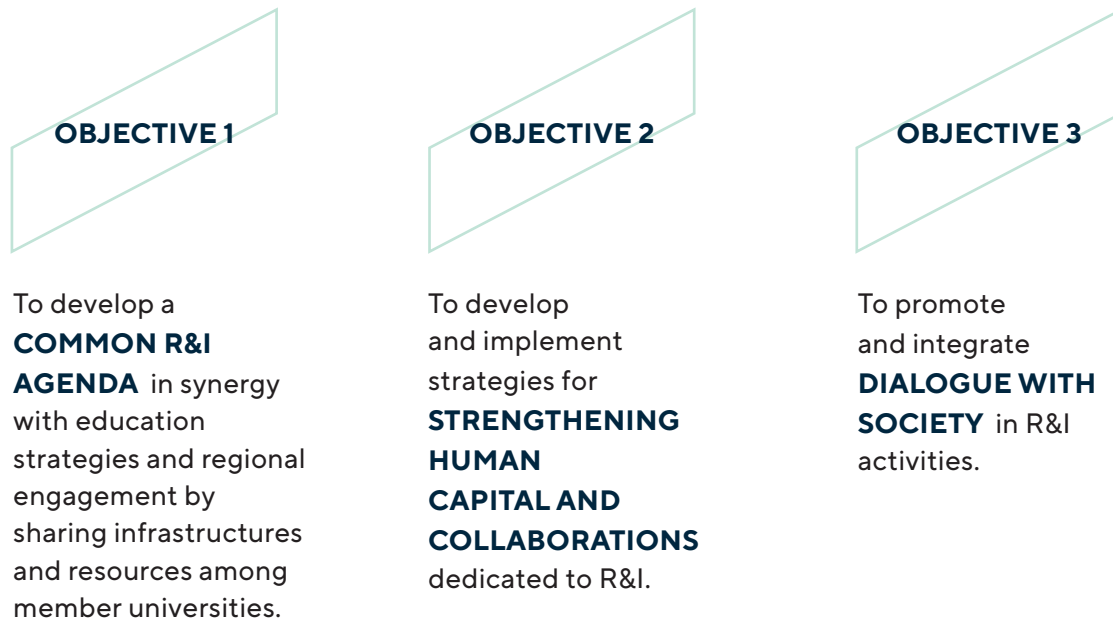 OBJECTIVE 1
To develop a
COMMON R&I
AGENDA in synergy
with education
strategies and regional
engagement by
sharing infrastructures
and resources among
member universities.
OBJECTIVE 2
To develop
and implement
strategies for
STRENGTHENING
HUMAN
CAPITAL AND
COLLABORATIONS
dedicated to R&I.
OBJECTIVE 3
To promote
and integrate
DIALOGUE WITH
SOCIETY in R&I
activities.